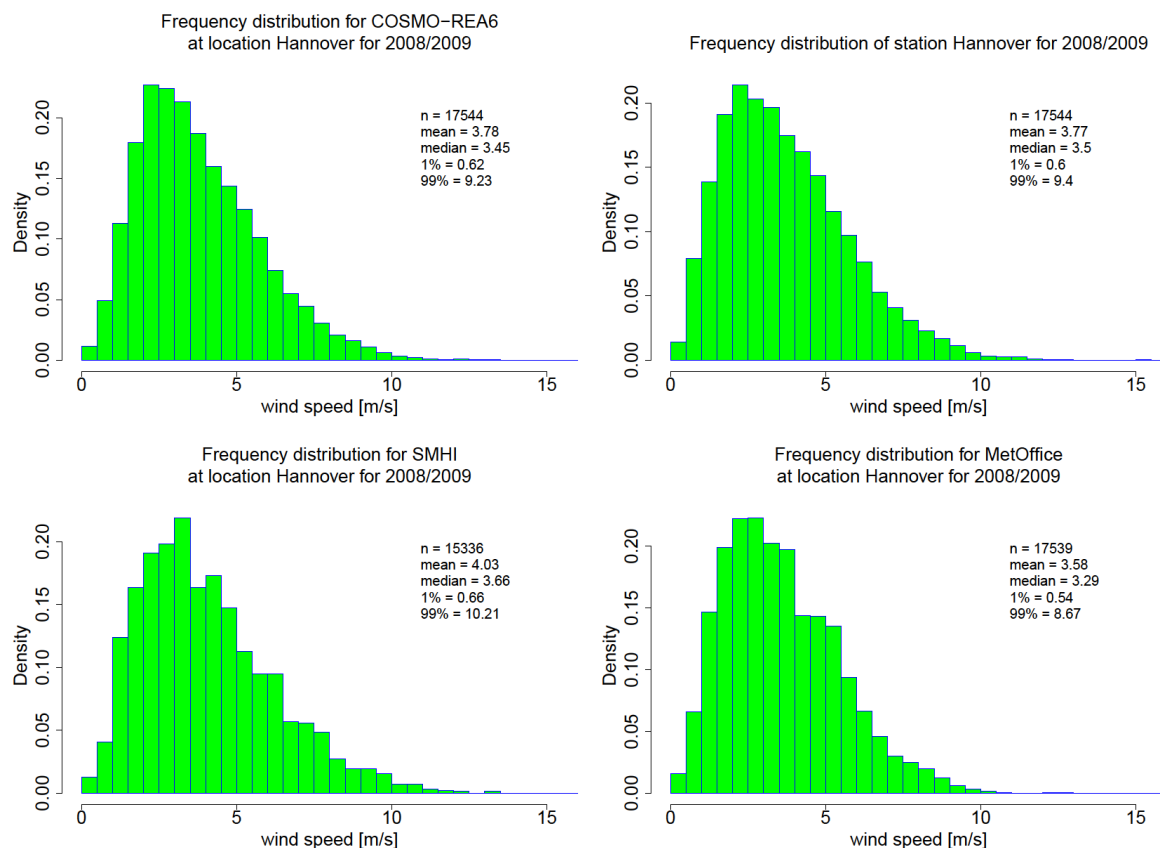 Frequency distribution for COSMO−REA6
at location Hannover for 2008/2009
n = 17544
mean = 3.78
median = 3.45
1% = 0.62
99% = 9.23
Density
0.00
0.05
0.10
0.15
0.20
0
5
10
15
wind speed [m/s]
Frequency distribution of station Hannover for 2008/2009
n = 17544
mean = 3.77
median = 3.5
1% = 0.6
99% = 9.4
Density
0.00
0.05
0.10
0.15
0.20
0
5
10
15
wind speed [m/s]
Frequency distribution for SMHI
at location Hannover for 2008/2009
n = 15336
mean = 4.03
median = 3.66
1% = 0.66
99% = 10.21
Density
0.00
0.05
0.10
0.15
0.20
0
5
10
15
wind speed [m/s]
Frequency distribution for MetOffice
at location Hannover for 2008/2009
n = 17539
mean = 3.58
median = 3.29
1% = 0.54
99% = 8.67
Density
0.00
0.05
0.10
0.15
0.20
0
5
10
15
wind speed [m/s]